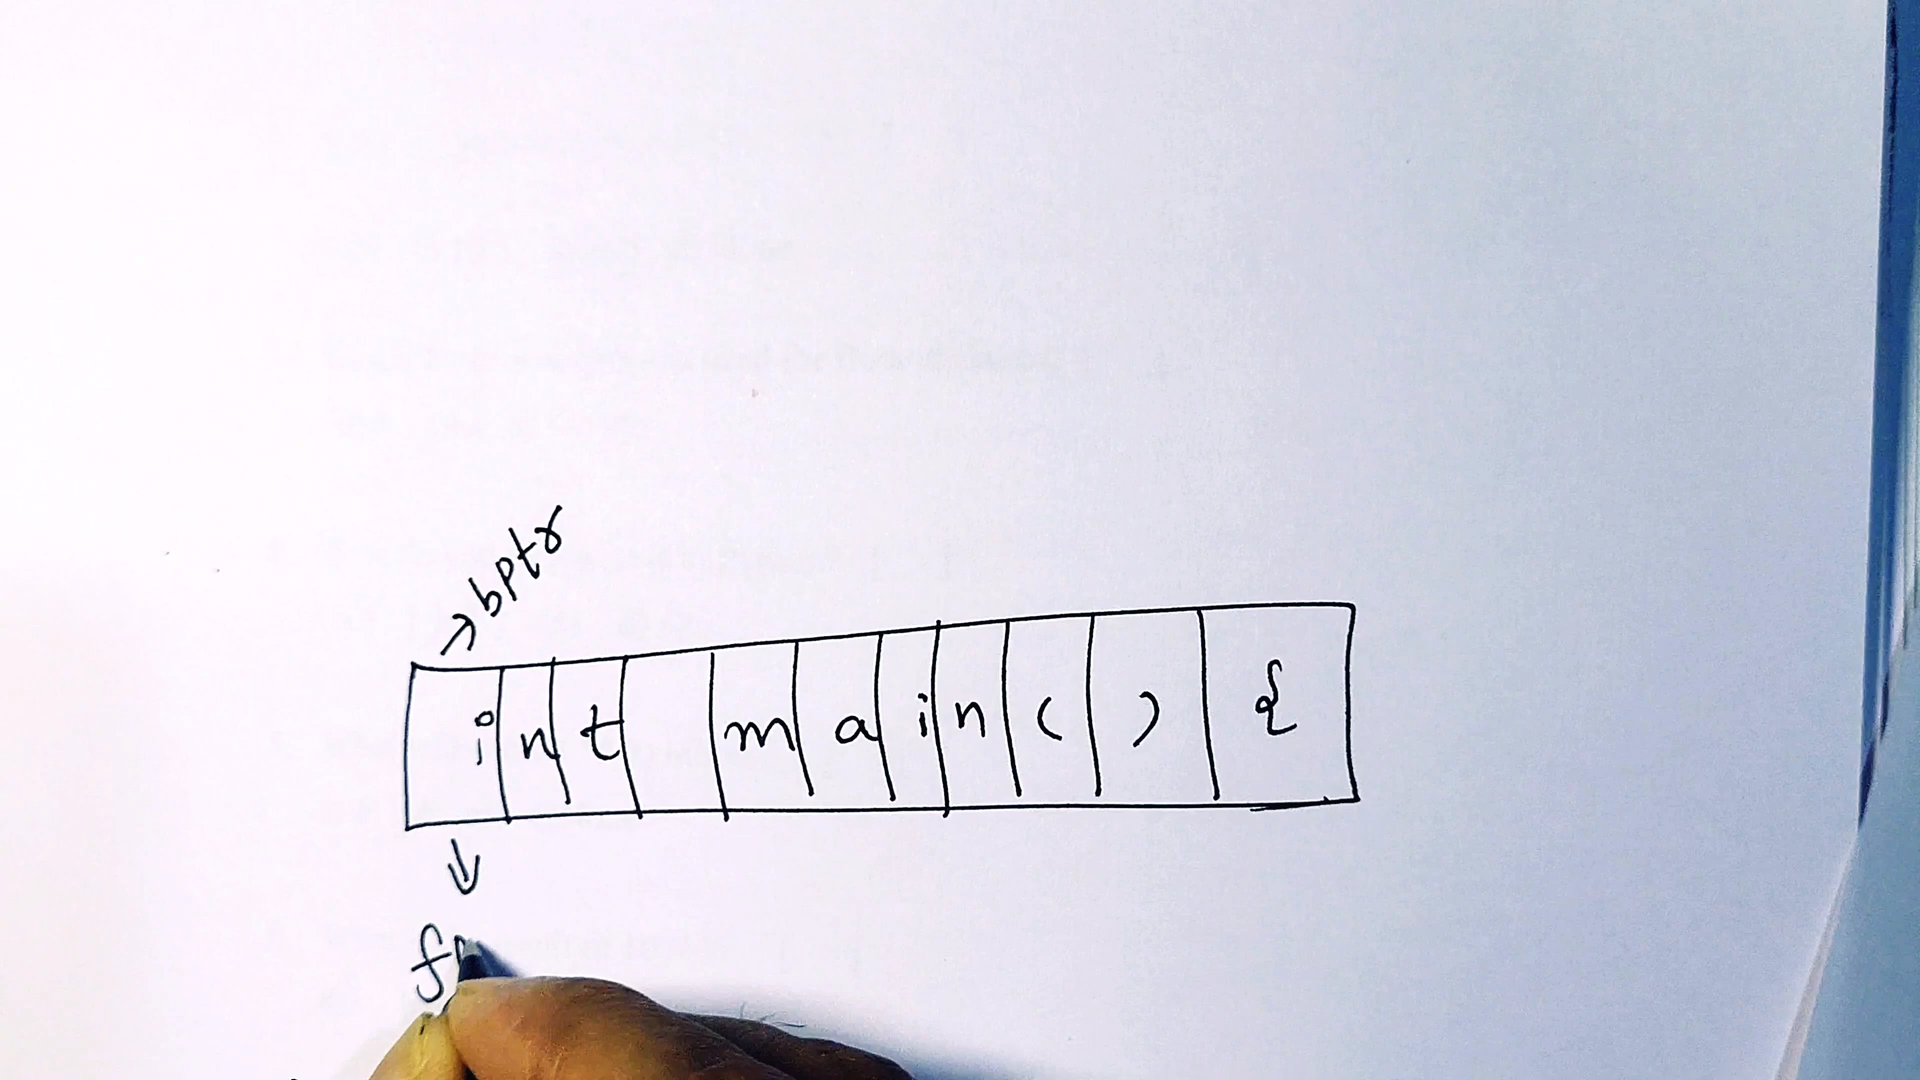 bptr
int main(){